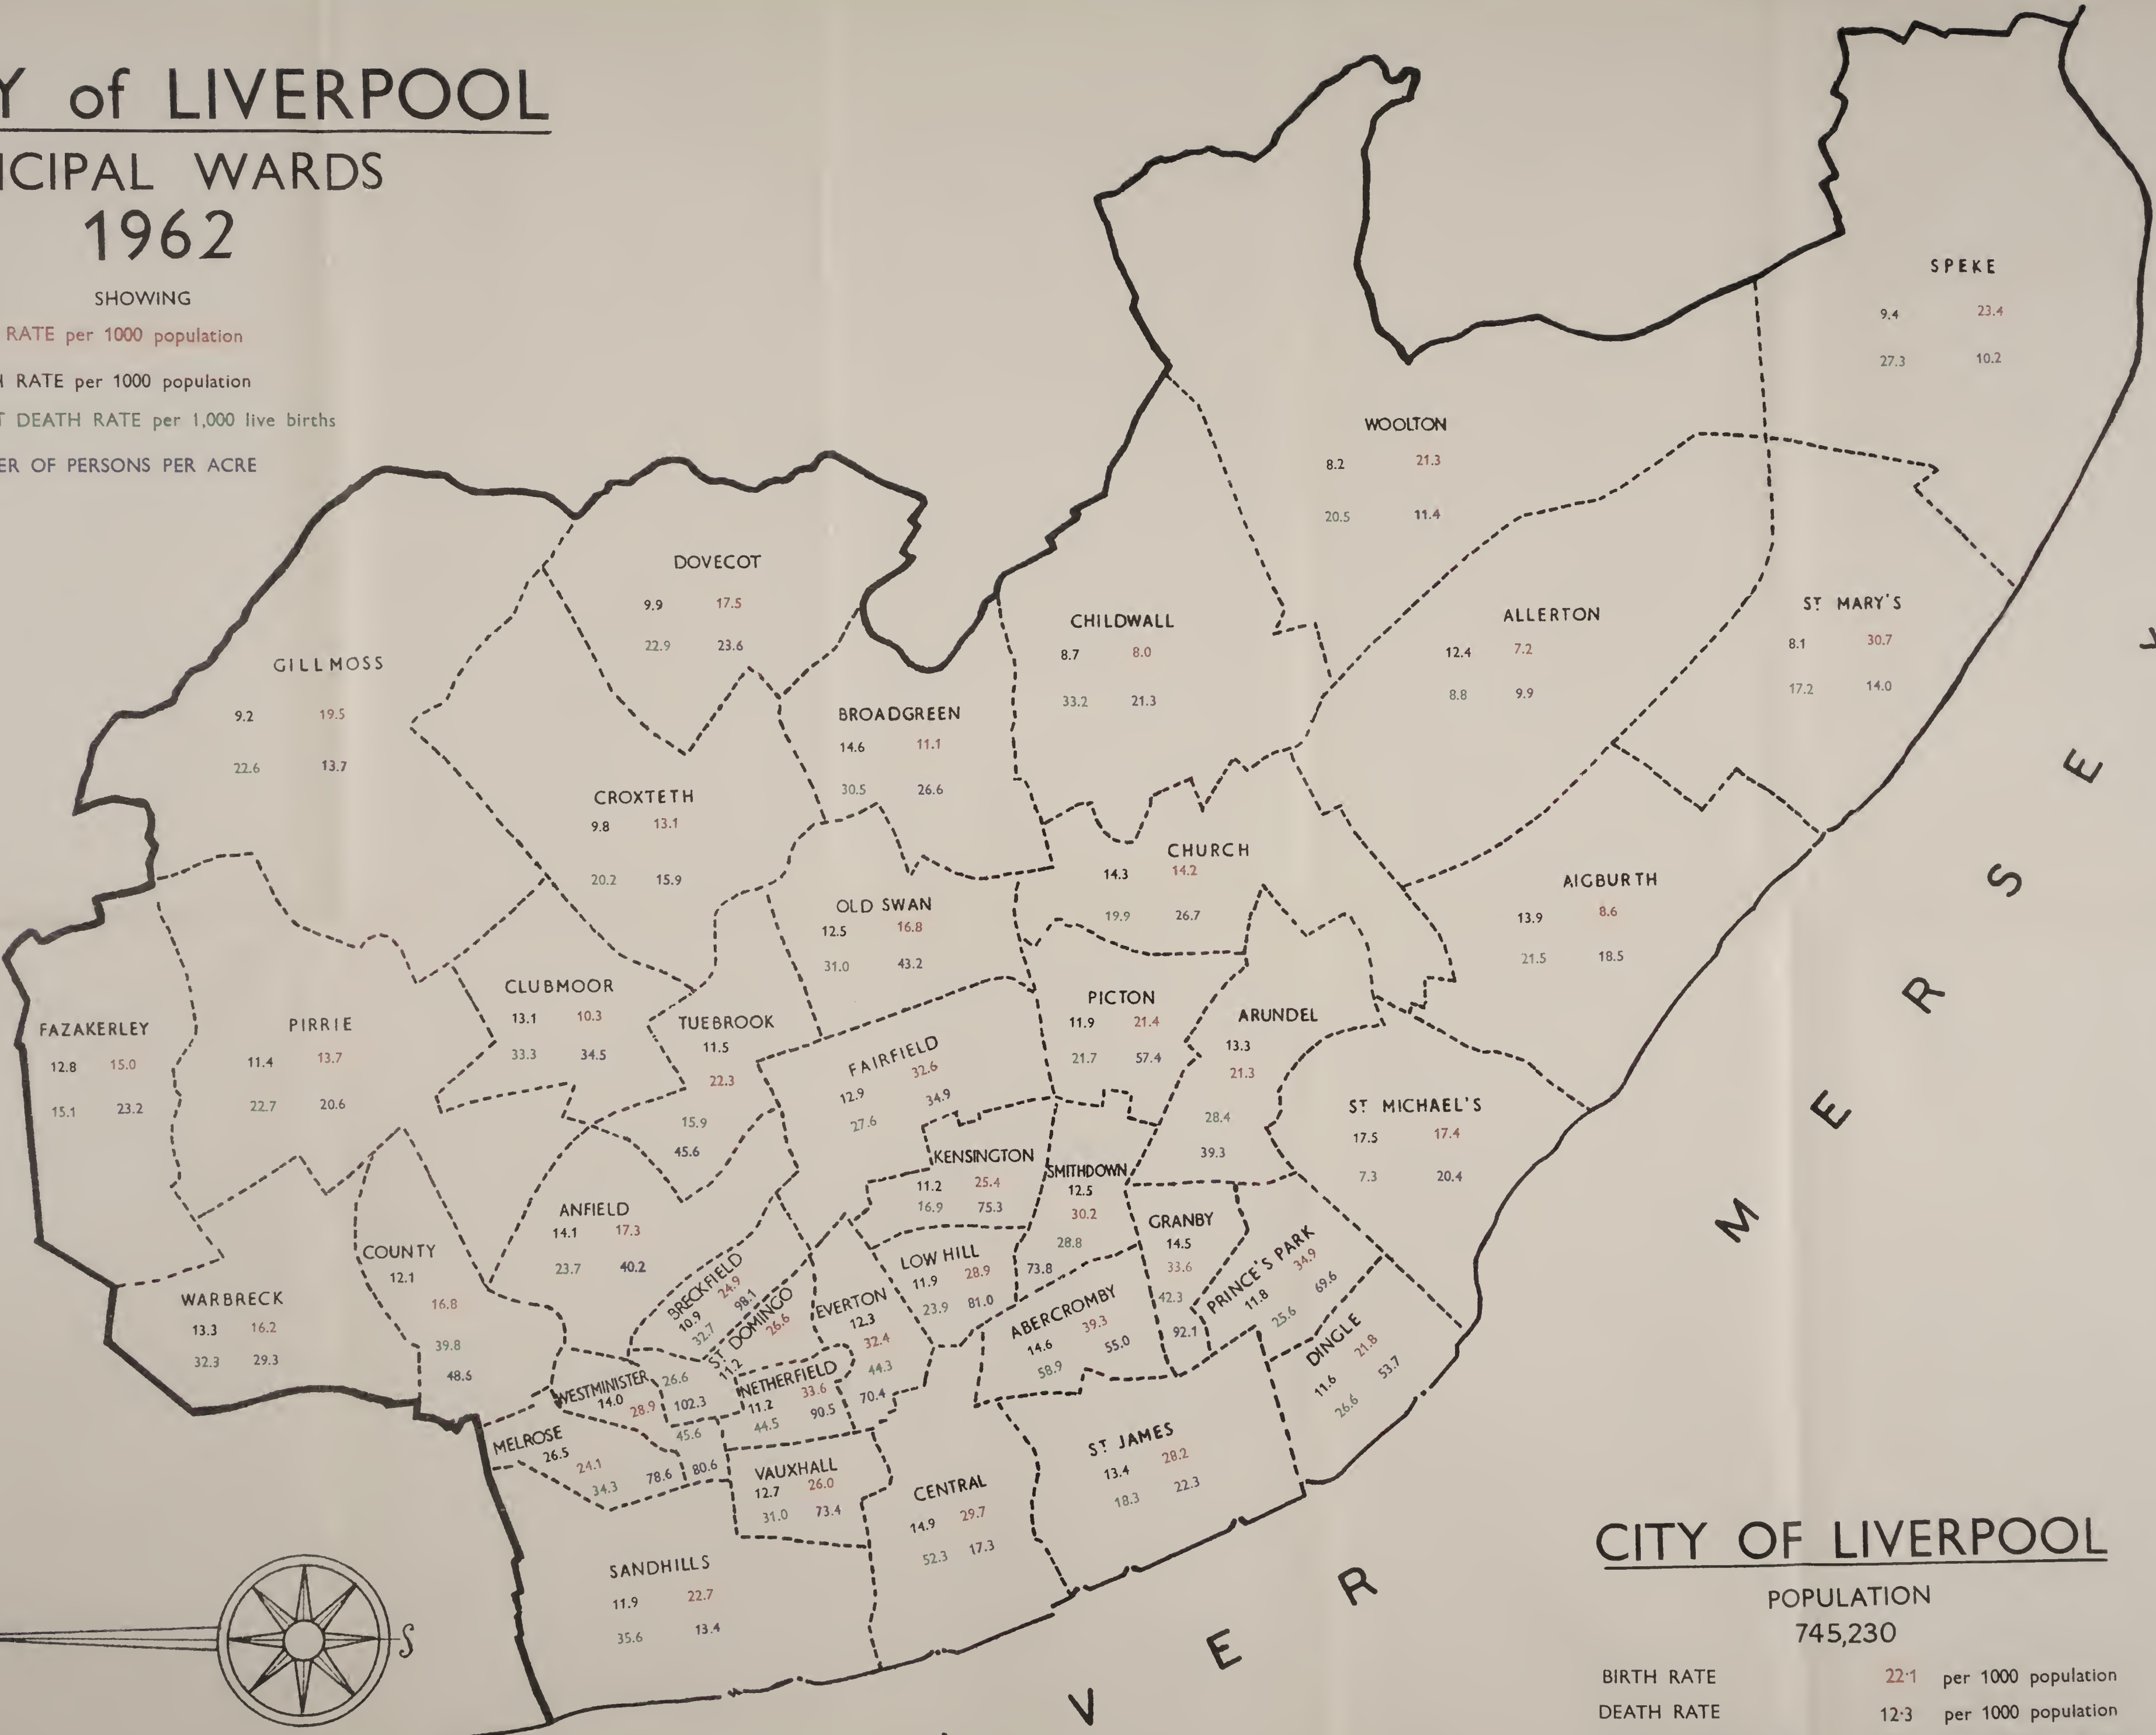 Y of LIVERPOOL
ICIPAL WARDS
1962
SHOWING
RATE per 1000 population
H RATE per 1000 population
T DEATH RATE per 1,000 live births
ER OF PERSONS PER ACRE
SPEKE
9.4 23.4
27.3 10.2
WOOLTON
8.2 21.3
20.5 11.4
DOVECOT
9.9 17.5
22.9 23.6
CHILDWALL
8.7 8.0
33.2 21.3
ALLERTON
12.4 7.2
8.8 9.9
ST MARY'S
8.1 30.7
17.2 14.0
GILLMOSS
9.2 19.5
22.6 13.7
BROADGREEN
14.6 11.1
30.5 26.6
CROXTETH
9.8 13.1
20.2 15.9
CHURCH
14.3 14.2
19.9 26.7
AIGBURTH
13.9 8.6
21.5 18.5
OLD SWAN
12.5 16.8
31.0 43.2
FAZAKERLEY
12.8 15.0
15.1 23.2
PIRRIE
11.4 13.7
22.7 20.6
CLUBMOOR
13.1 10.3
33.3 34.5
TUEBROOK
11.5
22.3
15.9
45.6
FAIRFIELD
12.9 32.6
27.6 34.9
PICTON
11.9 21.4
21.7 57.4
ARUNDEL
13.3
21.3
28.4
39.3
ST MICHAEL'S
17.5 17.4
7.3 20.4
KENSINGTON
11.2 25.4
16.9 75.3
SMITHDOWN
12.5
30.2
28.8
73.8
GRANBY
14.5
33.6
42.3
92.1
PRINCE'S PARK
11.8 34.9
25.6 69.6
ANFIELD
14.1 17.3
23.7 40.2
COUNTY
12.1
16.8
39.8
48.6
WARBRECK
13.3 16.2
32.3 29.3
BRECKFIELD
10.9 24.9
32.7 98.1
ST. DOMINGO
11.2 26.6
26.6
102.3
EVERTON
12.3
32.4
44.3
70.4
LOW HILL
11.9 28.9
23.9 81.0
ABERCROMBY
14.6 39.3
58.9 55.0
DINGLE
11.6 21.8
26.6 53.7
WESTMINISTER
14.0 28.9
45.6
80.6
NETHERFIELD
11.2 33.6
44.5 90.5
MELROSE
26.5
24.1
34.3 78.6
VAUXHALL
12.7 26.0
31.0 73.4
CENTRAL
14.9 29.7
52.3 17.3
ST JAMES
13.4 28.2
18.3 22.3
SANDHILLS
11.9 22.7
35.6 13.4
S
V E R
M E R S E
CITY OF LIVERPOOL
POPULATION
745,230
BIRTH RATE 22·1 per 1000 population
DEATH RATE 12·3 per 1000 population